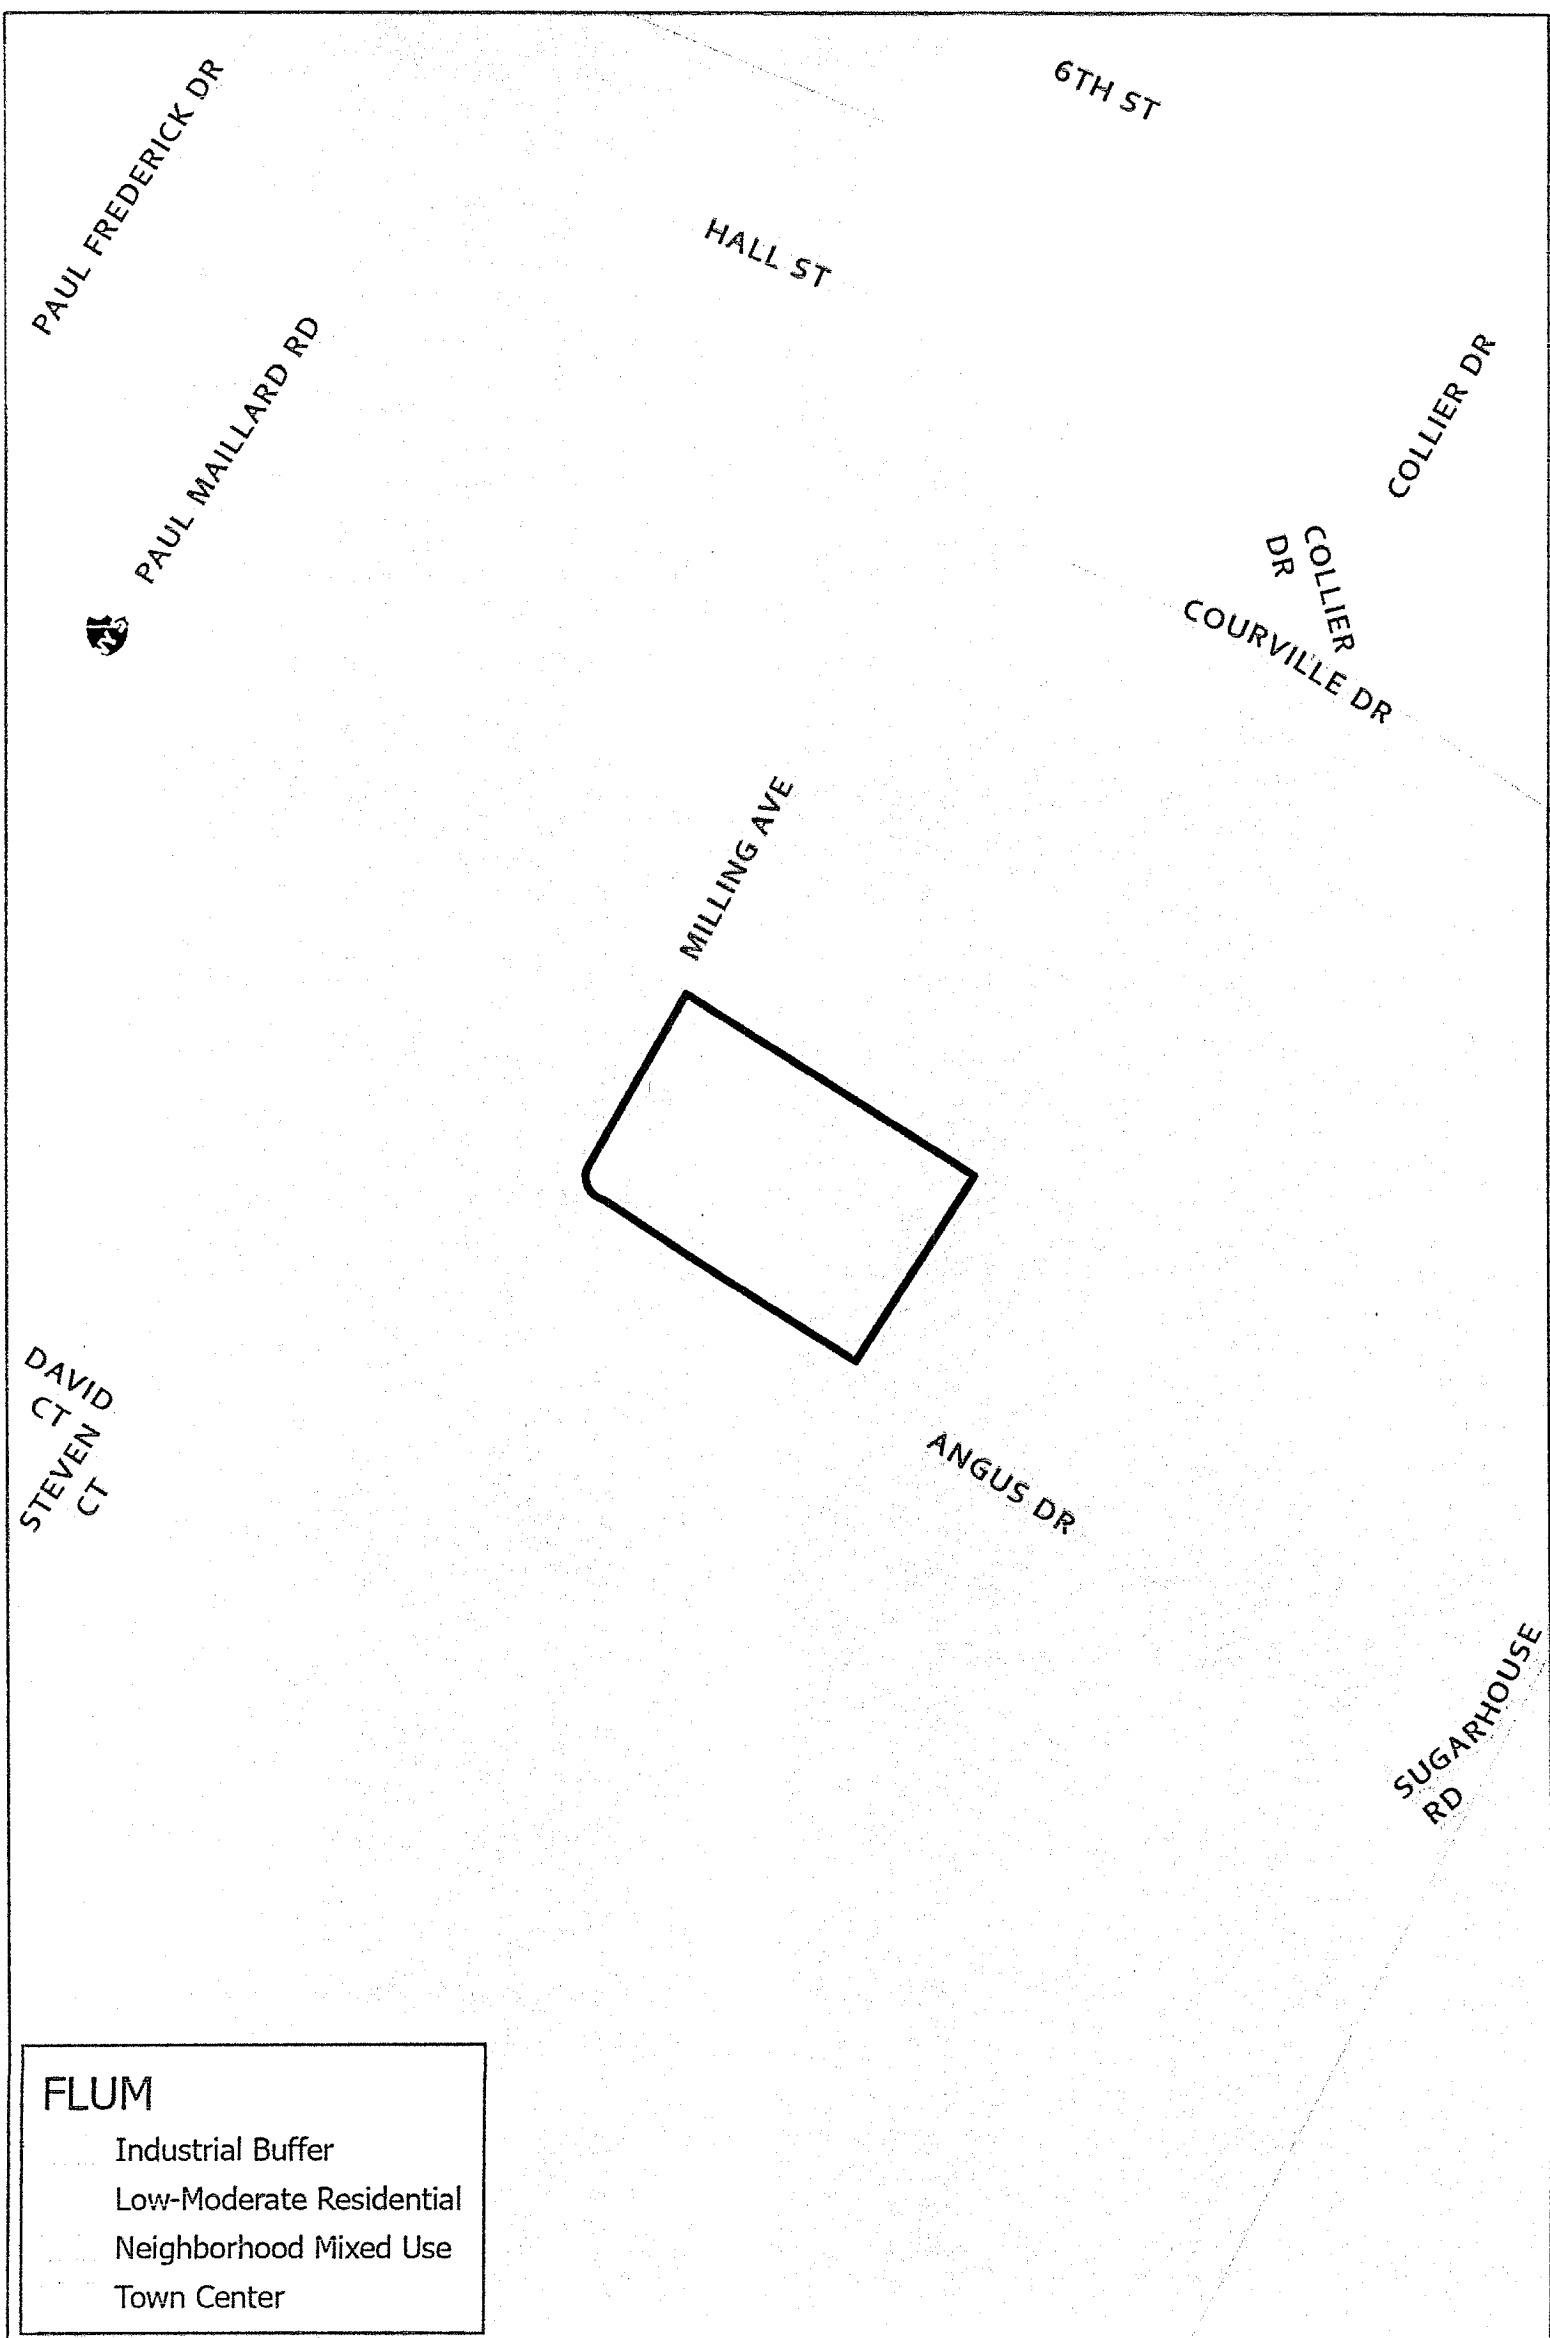 6TH ST
PAUL FREDERICK DR
HALL ST
PAUL MAILLARD RD
COLLIER DR
COLLIER
DR
COURVILLE DR
MILLING AVE
DAVID
CT
STEVEN
CT
ANGUS DR
SUGARHOUSE
RD
FLUM
Industrial Buffer
Low-Moderate Residential
Neighborhood Mixed Use
Town Center